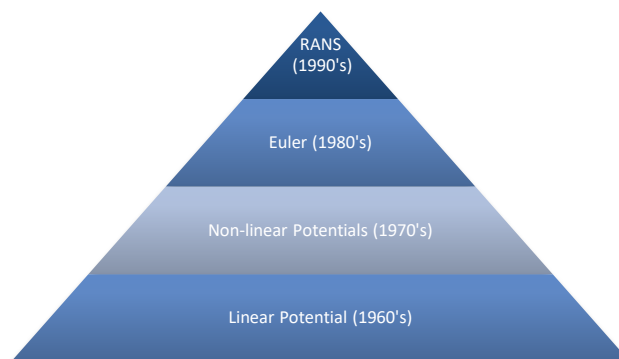 RANS
(1990's)
Euler (1980's)
Non-linear Potentials (1970's)
Linear Potential (1960's)